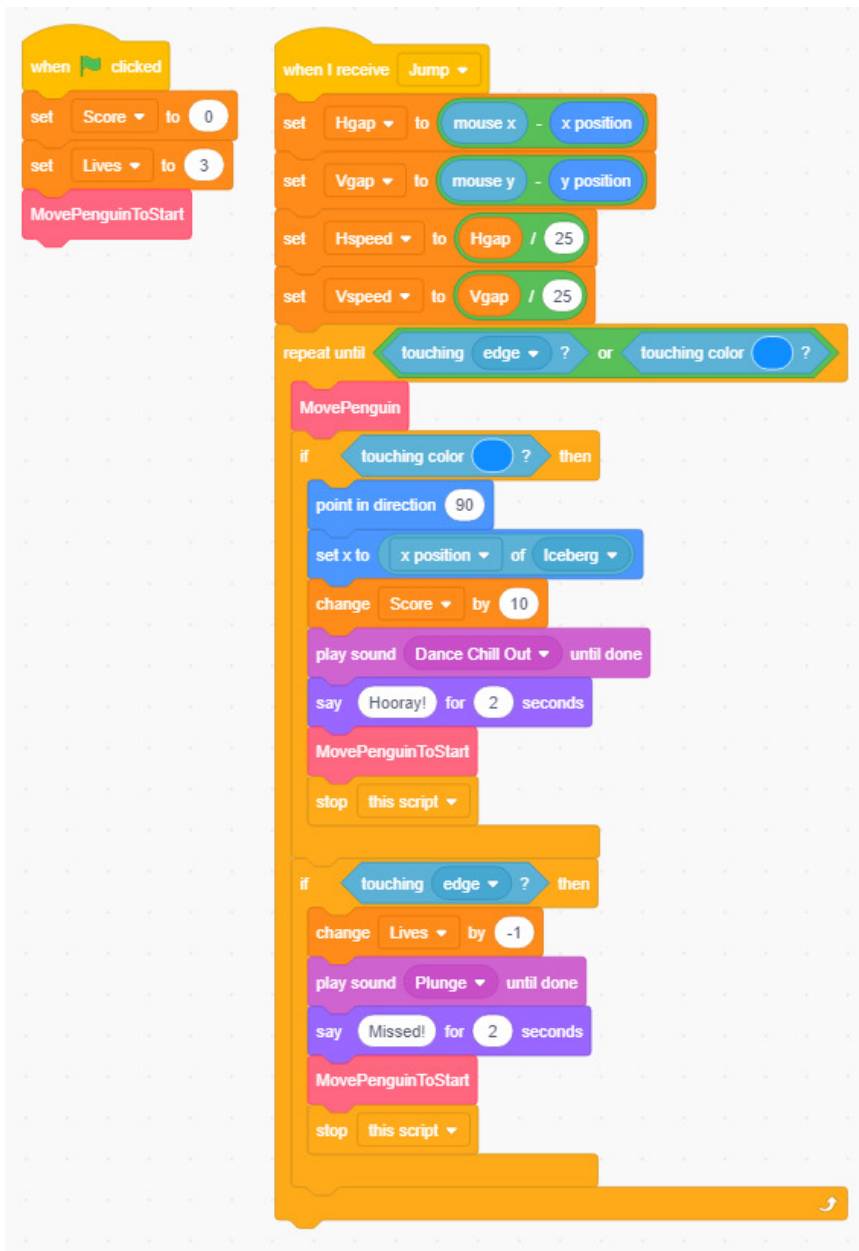 when clicked
set Score to 0
set Lives to 3
MovePenguinToStart
when I receive Jump
set Hgap to mouse x - x position
set Vgap to mouse y - y position
set Hspeed to Hgap / 25
set Vspeed to Vgap / 25
repeat until touching edge ? or touching color ?
MovePenguin
if touching color ? then
point in direction 90
set x to x position of Iceberg
change Score by 10
play sound Dance Chill Out until done
say Hooray! for 2 seconds
MovePenguinToStart
stop this script
if touching edge ? then
change Lives by -1
play sound Plunge until done
say Missed! for 2 seconds
MovePenguinToStart
stop this script